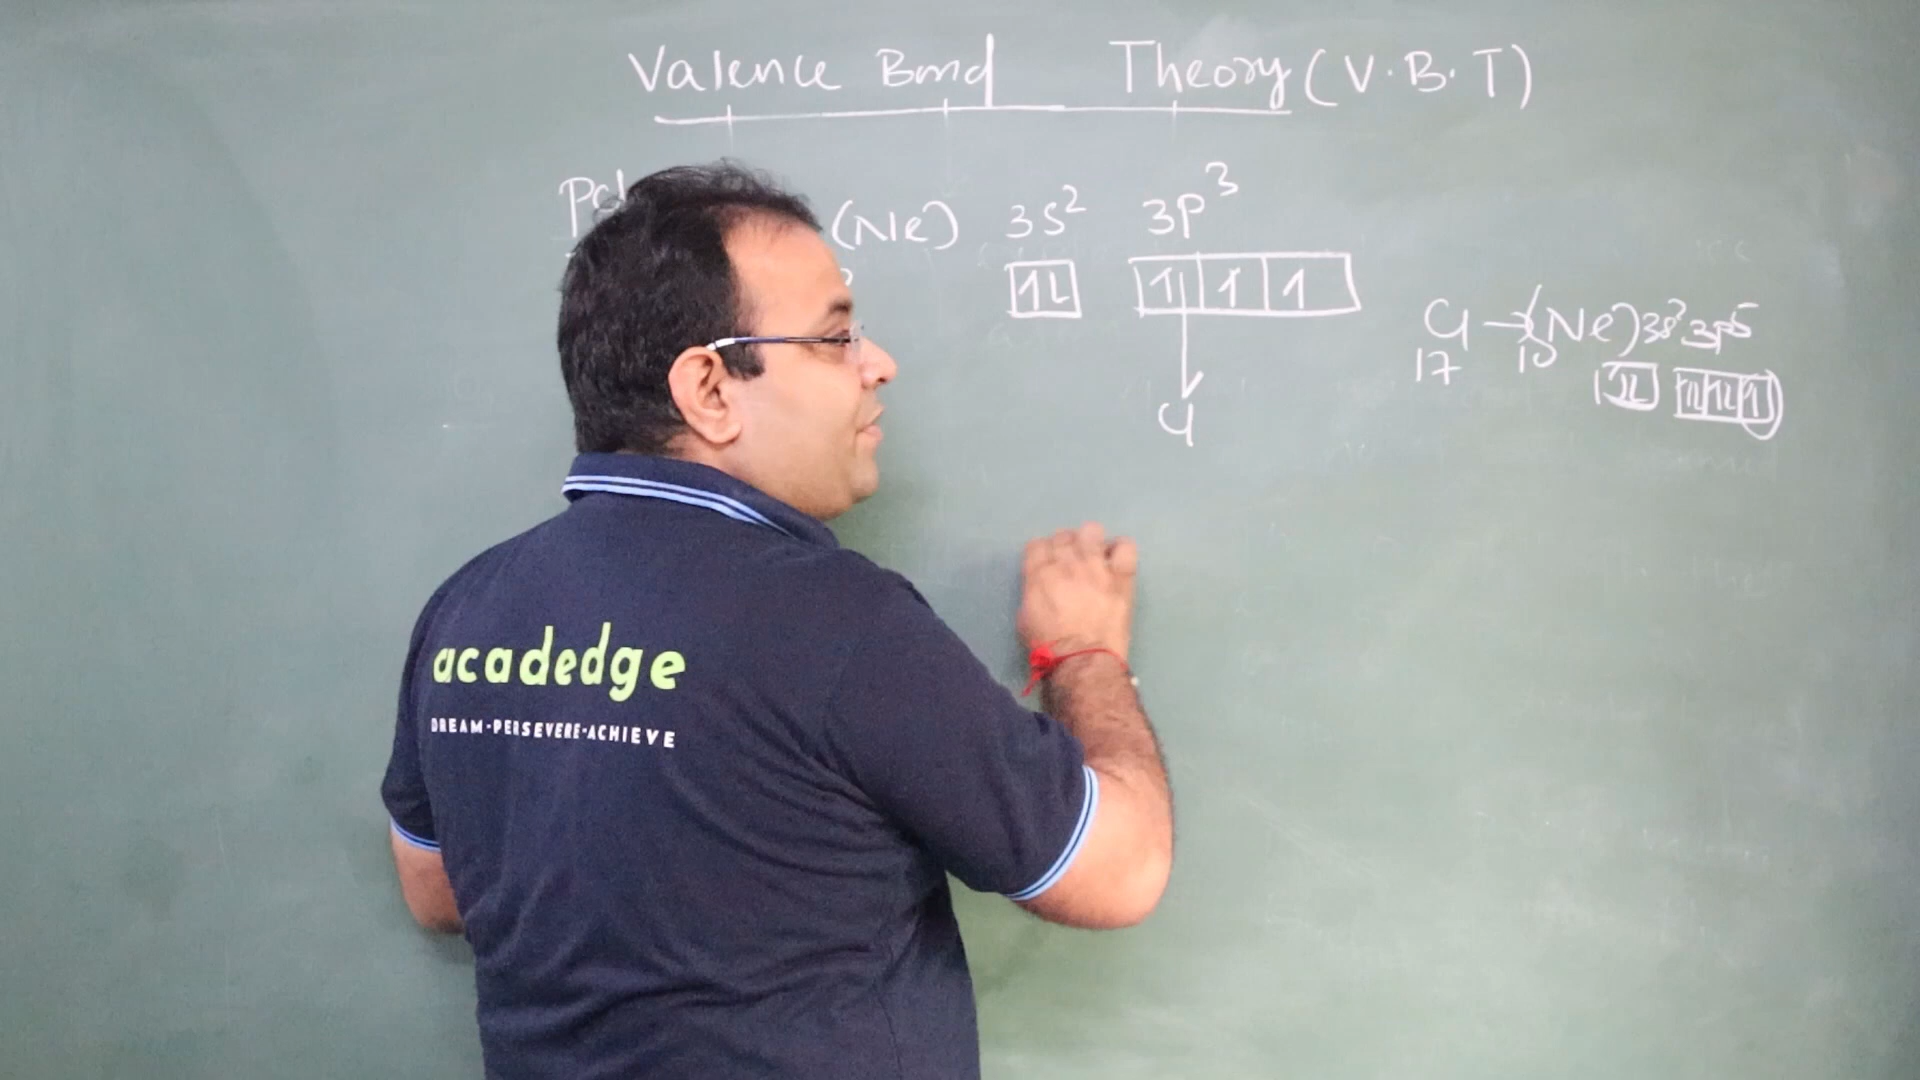 Valence Bond Theory (V.B.T)
PCl
(Ne) 3s² 3p³
1L 1 1 1
Cl → (Ne) 3s² 3p⁵
17 10
1L 1L 1L 1
Cl
acadedge
DREAM-PERSEVERE-ACHIEVE